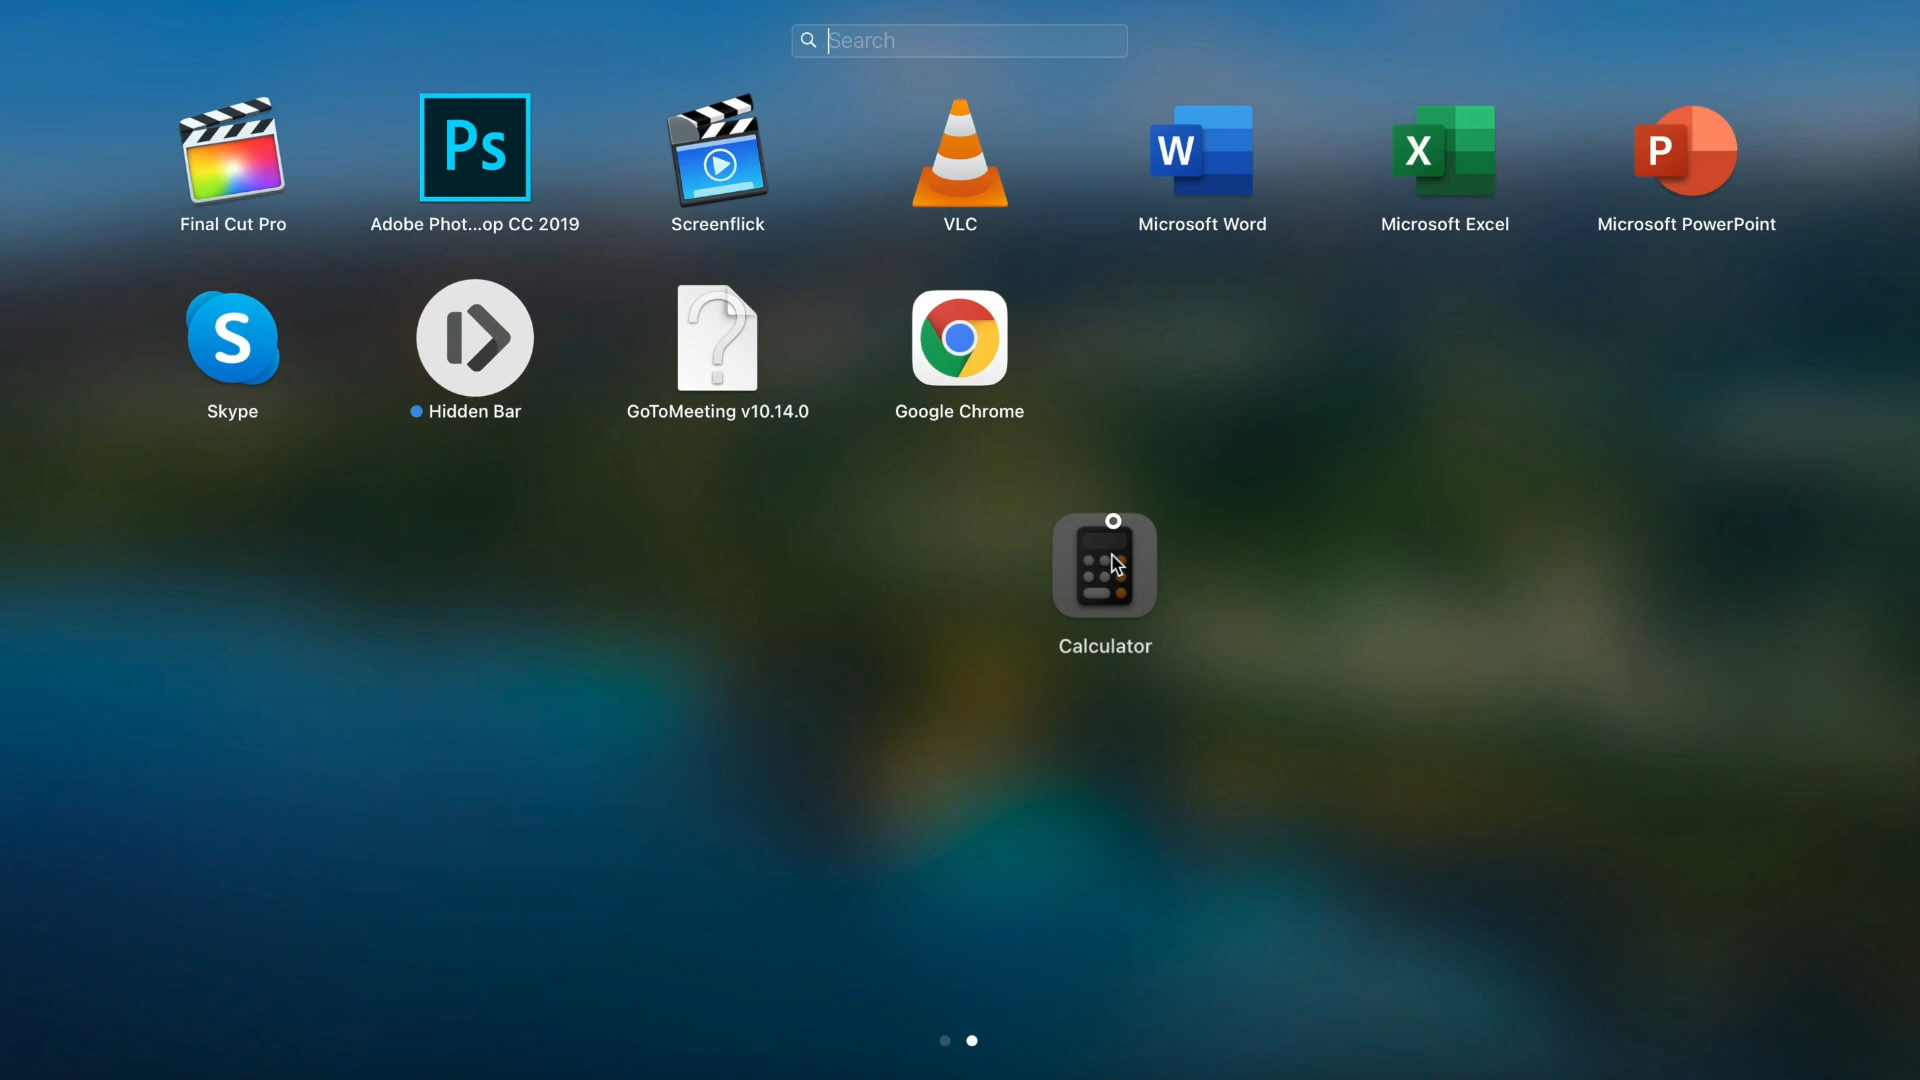 Search
Final Cut Pro
Adobe Phot...op CC 2019
Screenflick
VLC
Microsoft Word
Microsoft Excel
Microsoft PowerPoint
Ps
W
X
P
Skype
Hidden Bar
GoToMeeting v10.14.0
Google Chrome
S
?
Calculator